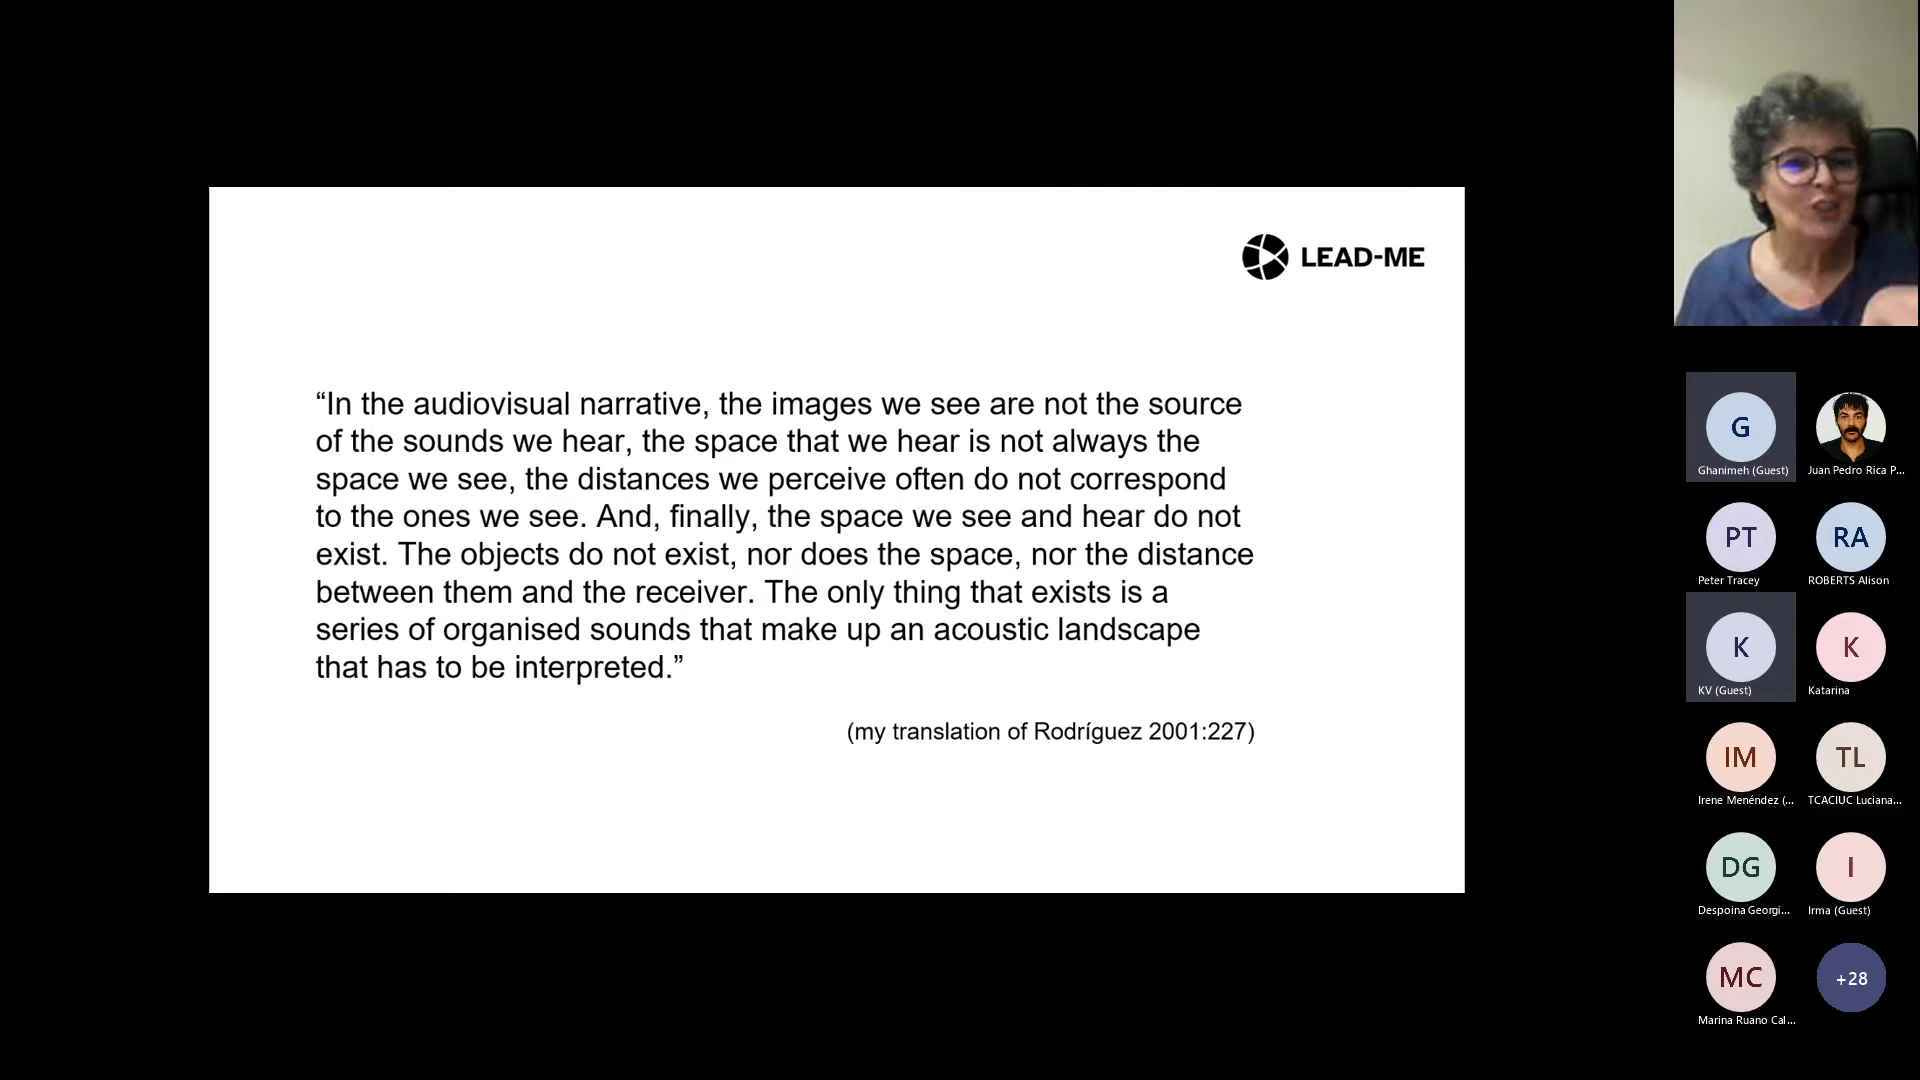 LEAD-ME
“In the audiovisual narrative, the images we see are not the source
of the sounds we hear, the space that we hear is not always the
space we see, the distances we perceive often do not correspond
to the ones we see. And, finally, the space we see and hear do not
exist. The objects do not exist, nor does the space, nor the distance
between them and the receiver. The only thing that exists is a
series of organised sounds that make up an acoustic landscape
that has to be interpreted.”
(my translation of Rodríguez 2001:227)
G
Ghanimeh (Guest)
Juan Pedro Rica P...
PT
Peter Tracey
RA
ROBERTS Alison
K
KV (Guest)
K
Katarina
IM
Irene Menéndez (...
TL
TCACIUC Luciana...
DG
Despoina Georgi...
I
Irma (Guest)
MC
Marina Ruano Cal...
+28